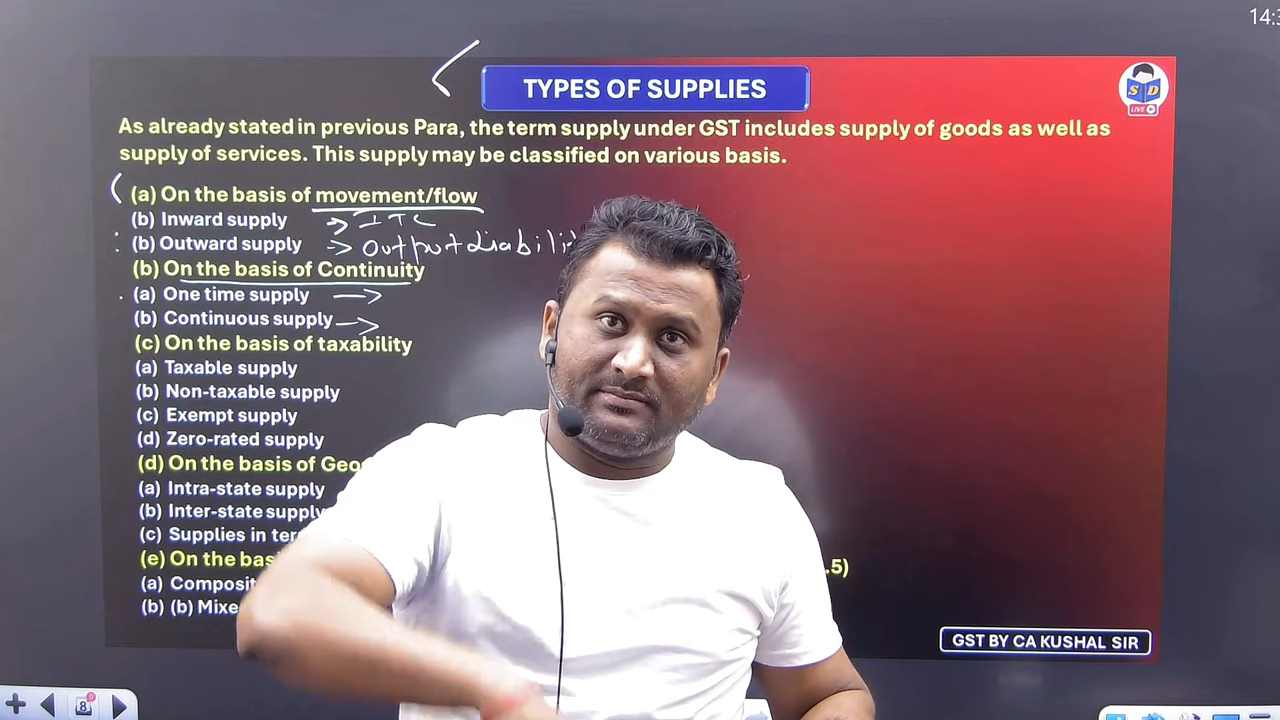 14:3
TYPES OF SUPPLIES
S D
LIVE
As already stated in previous Para, the term supply under GST includes supply of goods as well as
supply of services. This supply may be classified on various basis.
(a) On the basis of movement/flow
(b) Inward supply → ITC
(b) Outward supply →
(b) On the basis of Continuity
(a) One time supply →
(b) Continuous supply →
(c) On the basis of taxability
(a) Taxable supply
(b) Non-taxable supply
(c) Exempt supply
(d) Zero-rated supply
(d) On the basis of
(a) Intra-state supply
(b) Inter-state supply
(c) Supplies in
(e) On the .5)
(a)
(b) (b)
GST BY CA KUSHAL SIR
8